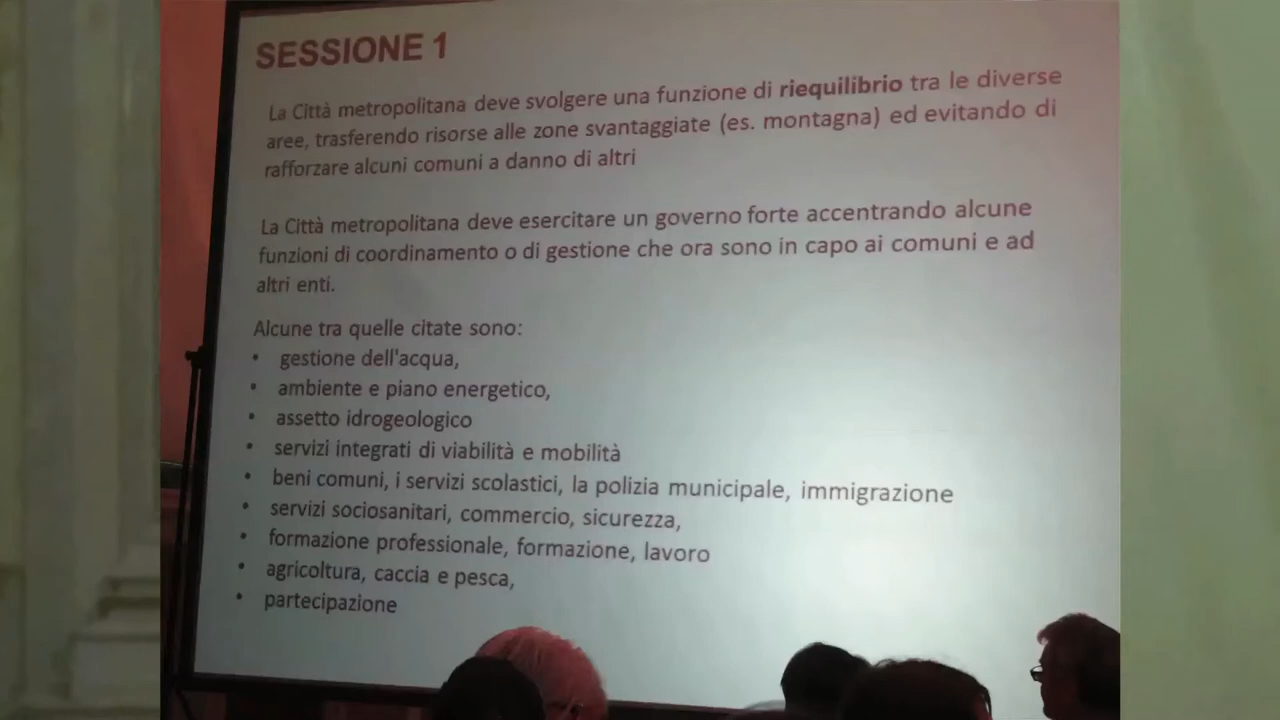 SESSIONE 1
La Città metropolitana deve svolgere una funzione di riequilibrio tra le diverse
aree, trasferendo risorse alle zone svantaggiate (es. montagna) ed evitando di
rafforzare alcuni comuni a danno di altri
La Città metropolitana deve esercitare un governo forte accentrando alcune
funzioni di coordinamento o di gestione che ora sono in capo ai comuni e ad
altri enti.
Alcune tra quelle citate sono:
• gestione dell'acqua,
• ambiente e piano energetico,
• assetto idrogeologico
• servizi integrati di viabilità e mobilità
• beni comuni, i servizi scolastici, la polizia municipale, immigrazione
• servizi sociosanitari, commercio, sicurezza,
• formazione professionale, formazione, lavoro
• agricoltura, caccia e pesca,
• partecipazione